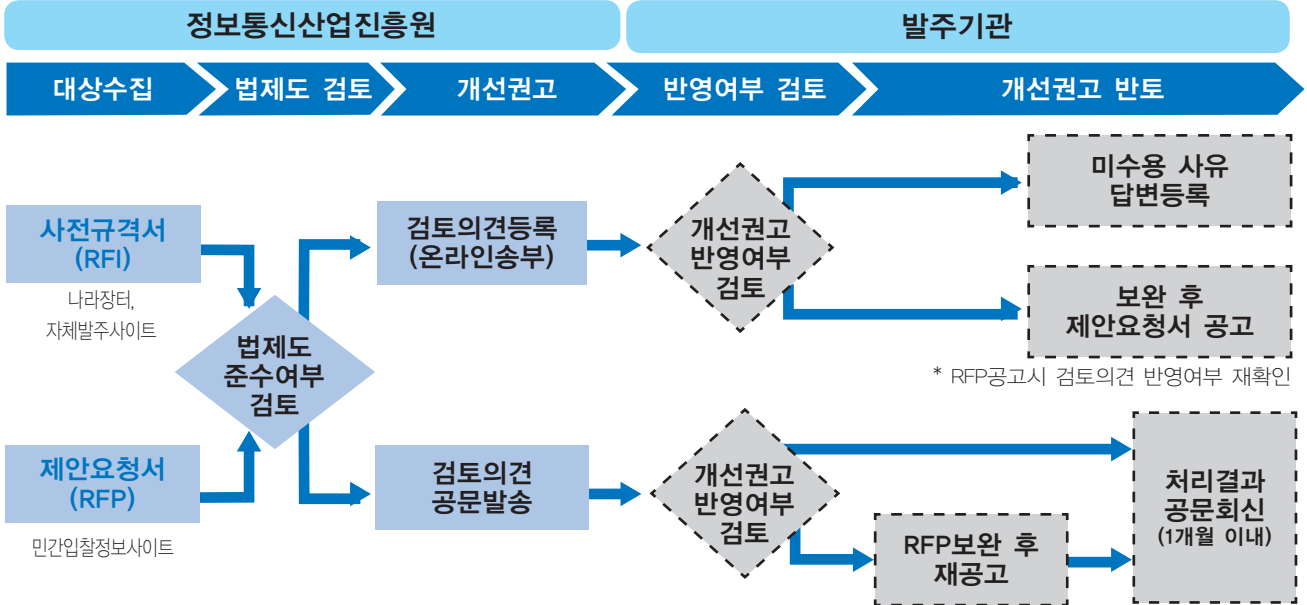 정보통신산업진흥원
발주기관
대상수집
법제도 검토
개선권고
반영여부 검토
개선권고 반토
사전규격서
(RFI)
나라장터,
자체발주사이트
제안요청서
(RFP)
민간입찰정보사이트
법제도
준수여부
검토
검토의견등록
(온라인송부)
검토의견
공문발송
개선권고
반영여부
검토
미수용 사유
답변등록
보완 후
제안요청서 공고
* RFP공고시 검토의견 반영여부 재확인
개선권고
반영여부
검토
RFP보완 후
재공고
처리결과
공문회신
(1개월 이내)